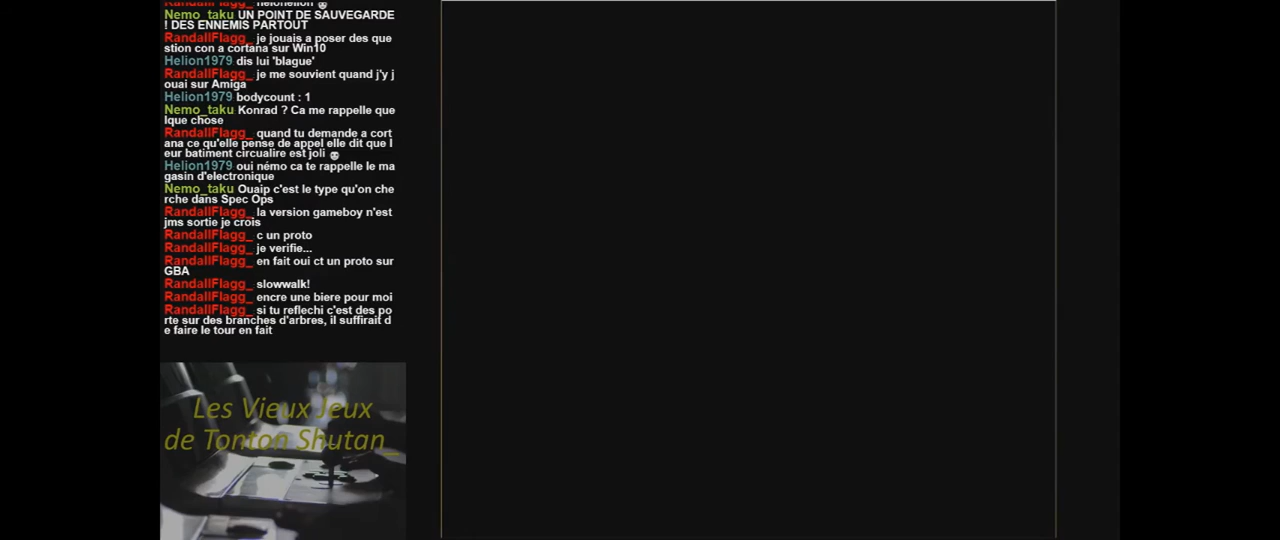 RandallFlagg_ helohelion
Nemo_taku UN POINT DE SAUVEGARDE
! DES ENNEMIS PARTOUT
RandallFlagg_ je jouais a poser des que
stion con a cortana sur Win10
Helion1979 dis lui 'blague'
RandallFlagg_ je me souvient quand j'y j
ouai sur Amiga
Helion1979 bodycount : 1
Nemo_taku Konrad ? Ca me rappelle que
lque chose
RandallFlagg_ quand tu demande a cort
ana ce qu'elle pense de appel elle dit que l
eur batiment circualire est joli
Helion1979 oui némo ca te rappelle le ma
gasin d'electronique
Nemo_taku Ouaip c'est le type qu'on che
rche dans Spec Ops
RandallFlagg_ la version gameboy n'est
jms sortie je crois
RandallFlagg_ c un proto
RandallFlagg_ je verifie...
RandallFlagg_ en fait oui ct un proto sur
GBA
RandallFlagg_ slowwalk!
RandallFlagg_ encre une biere pour moi
RandallFlagg_ si tu reflechi c'est des po
rte sur des branches d'arbres, il suffirait d
e faire le tour en fait
Les Vieux Jeux
de Tonton Shutan_